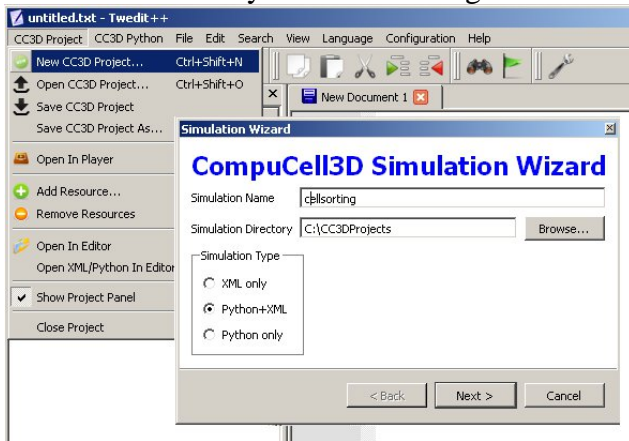 untitled.txt - Twedit++
CC3D Project CC3D Python File Edit Search View Language Configuration Help
New CC3D Project... Ctrl+Shift+N
Open CC3D Project... Ctrl+Shift+O
Save CC3D Project
Save CC3D Project As...
Open In Player
Add Resource...
Remove Resources
Open In Editor
Open XML/Python In Editor
Show Project Panel
Close Project
New Document 1
Simulation Wizard
CompuCell3D Simulation Wizard
Simulation Name cellsorting
Simulation Directory C:\CC3DProjects Browse...
Simulation Type
XML only
Python+XML
Python only
< Back Next > Cancel